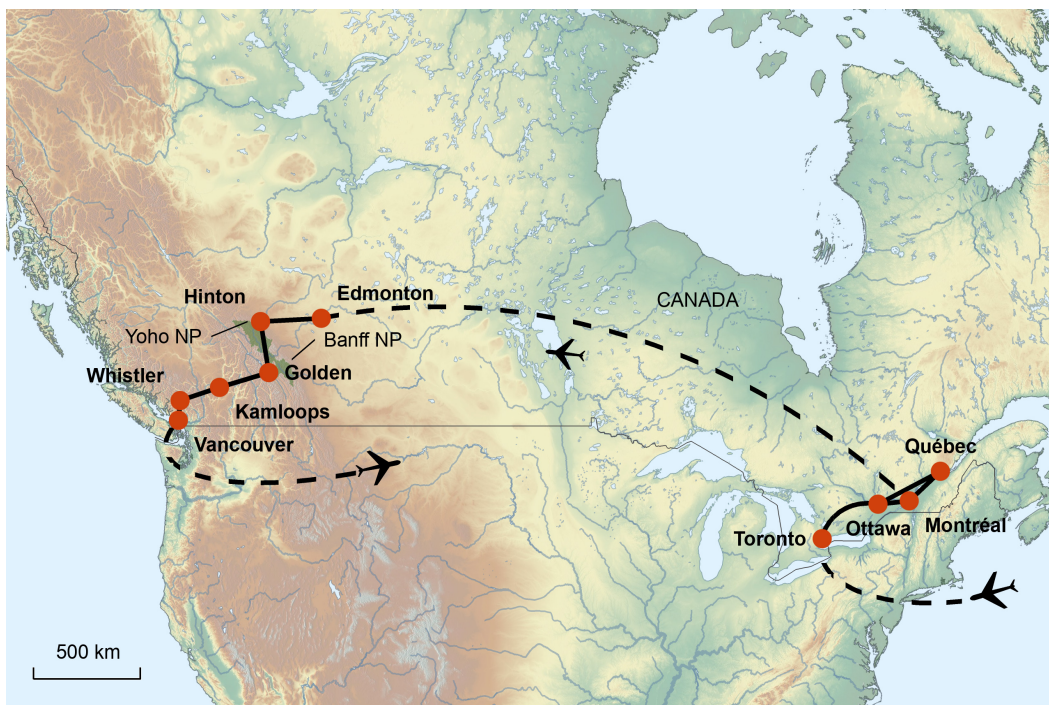 CANADA
Hinton
Edmonton
Yoho NP
Banff NP
Whistler
Golden
Kamloops
Vancouver
Québec
Toronto
Ottawa
Montréal
500 km